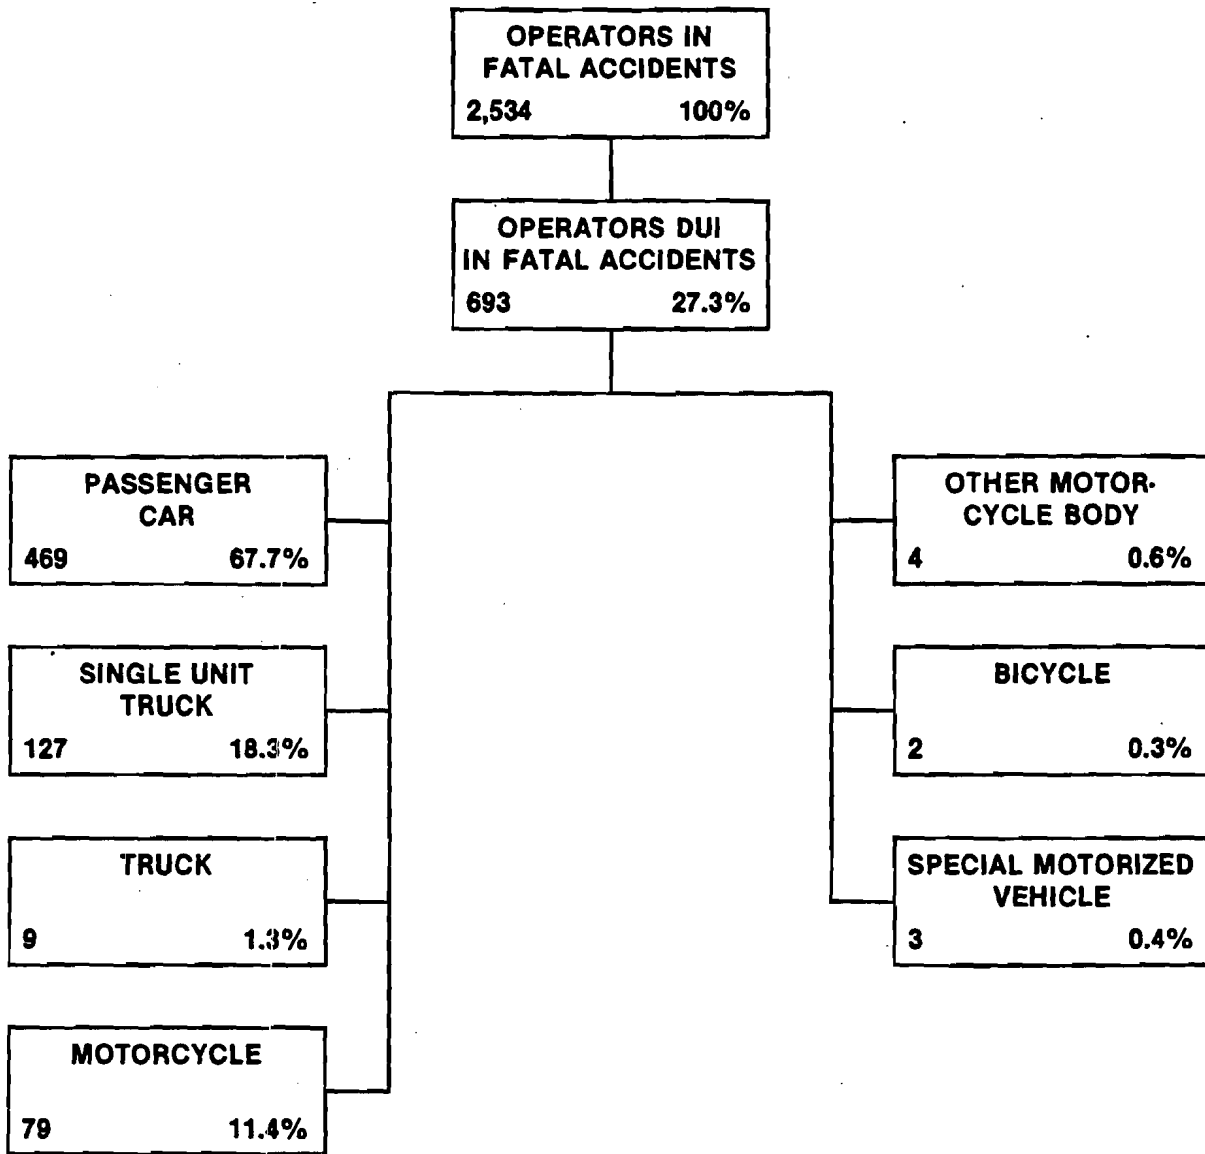 OPERATORS IN
FATAL ACCIDENTS
2,534 100%
OPERATORS DUI
IN FATAL ACCIDENTS
693 27.3%
PASSENGER
CAR
469 67.7%
SINGLE UNIT
TRUCK
127 18.3%
TRUCK
9 1.3%
MOTORCYCLE
79 11.4%
OTHER MOTOR-
CYCLE BODY
4 0.6%
BICYCLE
2 0.3%
SPECIAL MOTORIZED
VEHICLE
3 0.4%